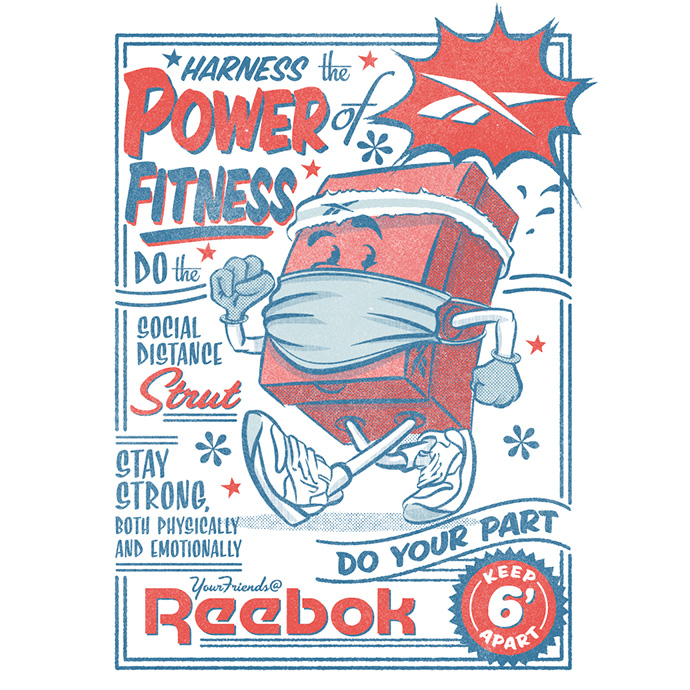 HARNESS the
POWER of
FITNESS
DO the
SOCIAL
DISTANCE
Strut
STAY
STRONG,
BOTH PHYSICALLY
AND EMOTIONALLY
DO YOUR PART
YourFriends@
Reebok
KEEP
6'
APART